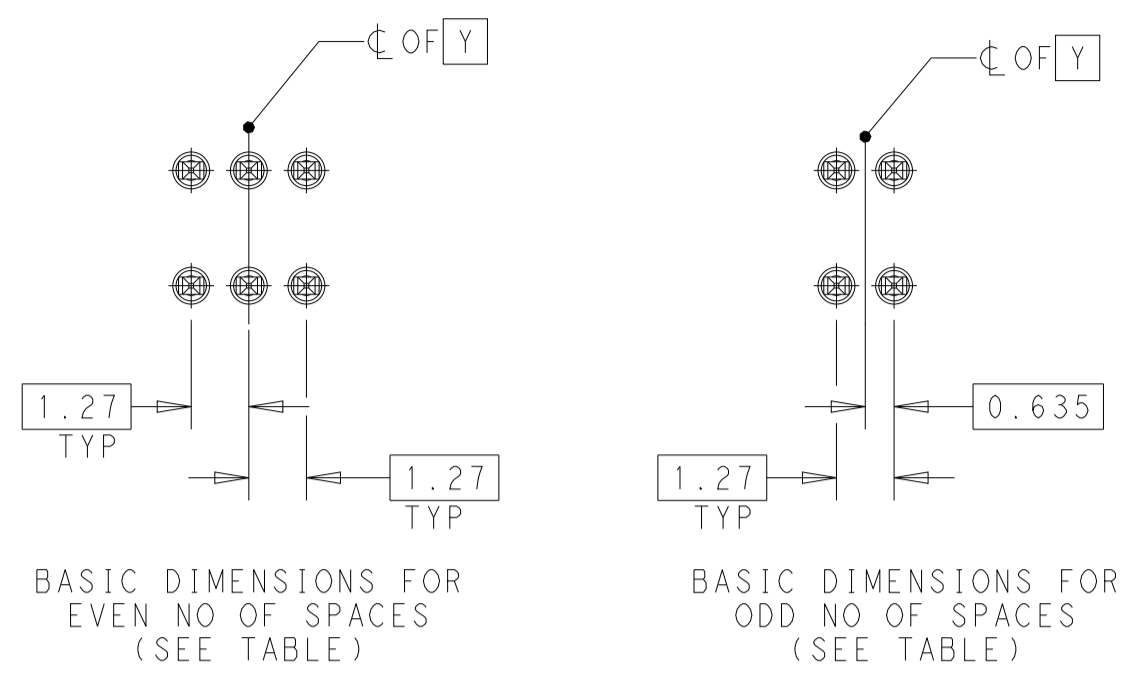 ℄ OF Y
1.27
TYP
1.27
TYP
BASIC DIMENSIONS FOR
EVEN NO OF SPACES
(SEE TABLE)
℄ OF Y
0.635
1.27
TYP
BASIC DIMENSIONS FOR
ODD NO OF SPACES
(SEE TABLE)